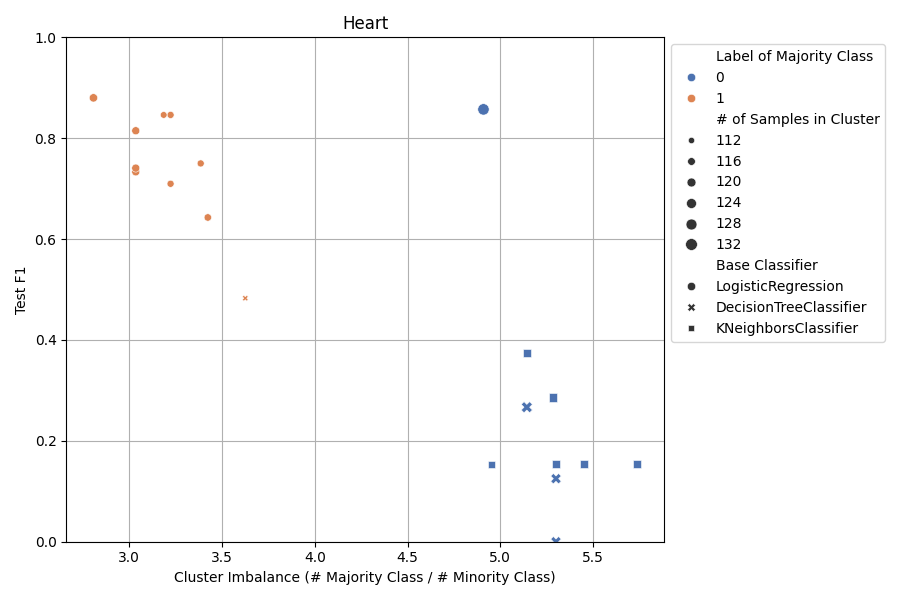 Heart
1.0
0.8
0.6
0.4
0.2
0.0
Test F1
3.0 3.5 4.0 4.5 5.0 5.5
Cluster Imbalance (# Majority Class / # Minority Class)
Label of Majority Class
0
1
# of Samples in Cluster
112
116
120
124
128
132
Base Classifier
LogisticRegression
DecisionTreeClassifier
KNeighborsClassifier